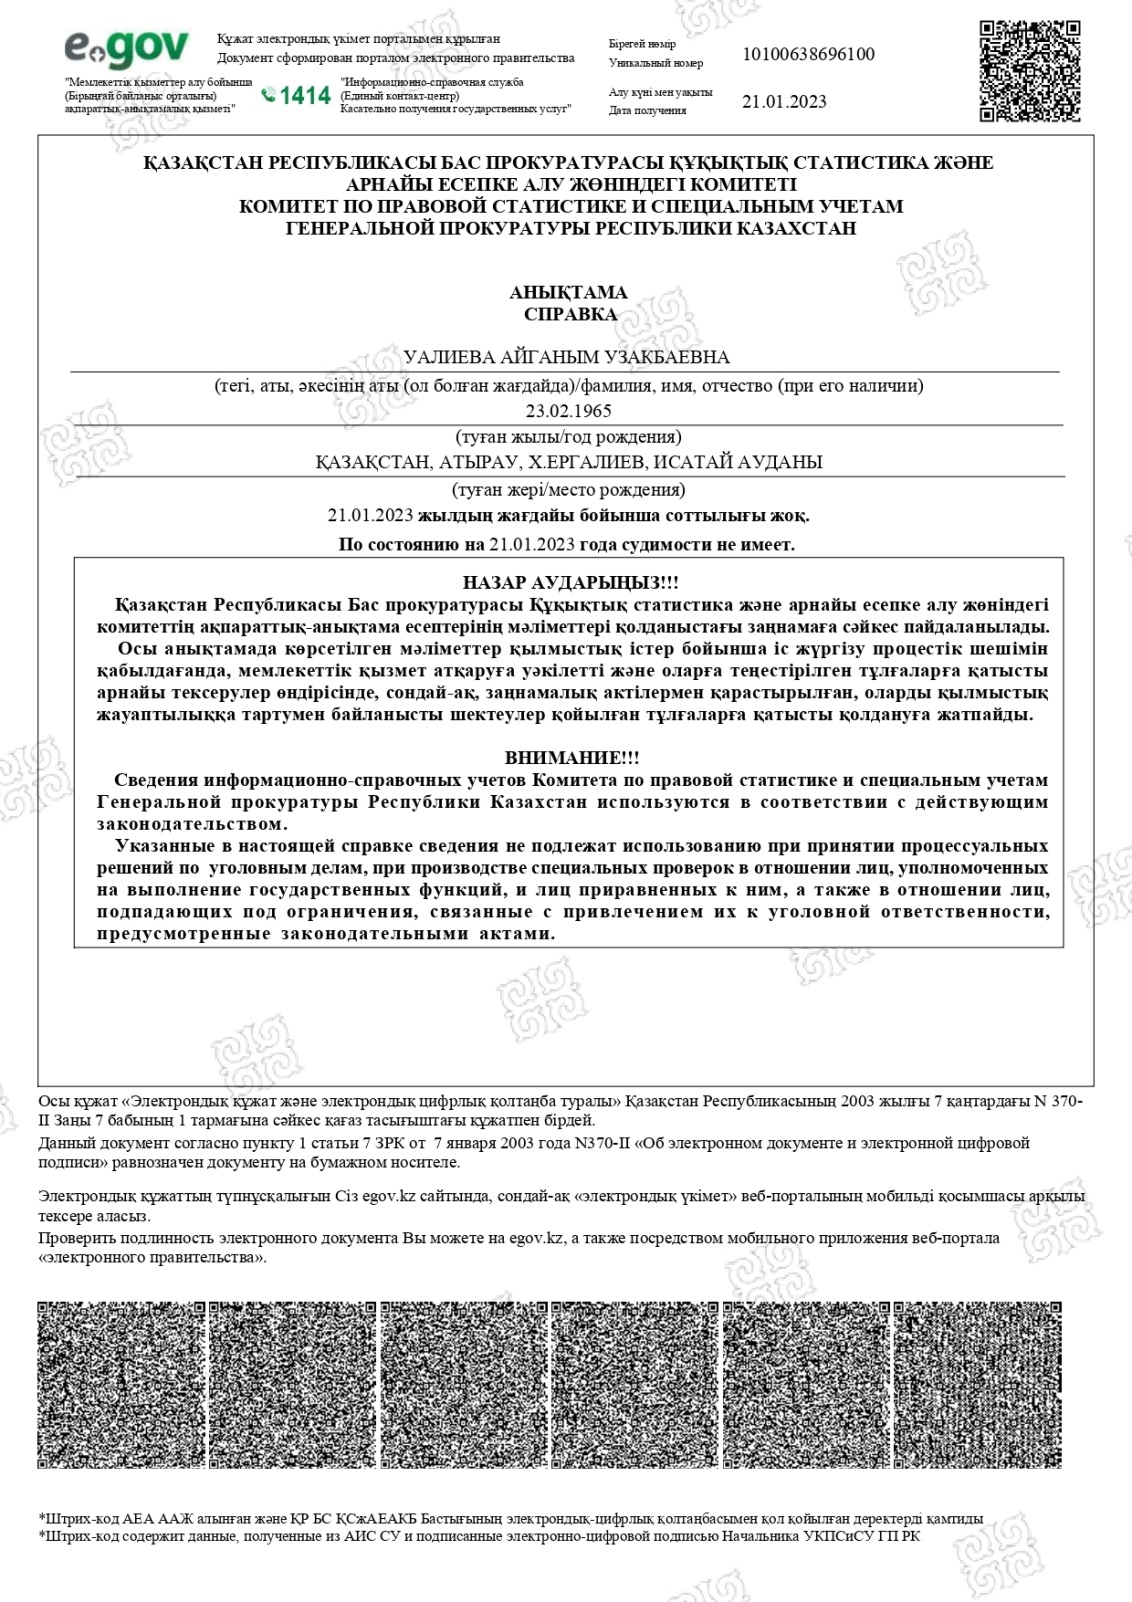 e.gov
Құжат электрондық үкімет порталымен құрылған
Документ сформирован порталом электронного правительства
"Мемлекеттік қызметтер алу бойынша
(Бірыңғай байланыс орталығы)
ақпараттық-анықтамалық қызметі"
1414
"Информационно-справочная служба
(Единый контакт-центр)
Касательно получения государственных услуг"
Бірегей нөмір
Уникальный номер
10100638696100
Алу күні мен уақыты
Дата получения
21.01.2023
ҚАЗАҚСТАН РЕСПУБЛИКАСЫ БАС ПРОКУРАТУРАСЫ ҚҰҚЫҚТЫҚ СТАТИСТИКА ЖӘНЕ
АРНАЙЫ ЕСЕПКЕ АЛУ ЖӨНІНДЕГІ КОМИТЕТІ
КОМИТЕТ ПО ПРАВОВОЙ СТАТИСТИКЕ И СПЕЦИАЛЬНЫМ УЧЕТАМ
ГЕНЕРАЛЬНОЙ ПРОКУРАТУРЫ РЕСПУБЛИКИ КАЗАХСТАН
АНЫҚТАМА
СПРАВКА
УАЛИЕВА АЙГАНЫМ УЗАКБАЕВНА
(тегі, аты, әкесінің аты (ол болған жағдайда)/фамилия, имя, отчество (при его наличии)
23.02.1965
(туған жылы/год рождения)
ҚАЗАҚСТАН, АТЫРАУ, Х.ЕРГАЛИЕВ, ИСАТАЙ АУДАНЫ
(туған жері/место рождения)
21.01.2023 жылдың жағдайы бойынша соттылығы жоқ.
По состоянию на 21.01.2023 года судимости не имеет.
НАЗАР АУДАРЫҢЫЗ!!!
Қазақстан Республикасы Бас прокуратурасы Құқықтық статистика және арнайы есепке алу жөніндегі
комитеттің ақпараттық-анықтама есептерінің мәліметтері қолданыстағы заңнамаға сәйкес пайдаланылады.
Осы анықтамада көрсетілген мәліметтер қылмыстық істер бойынша іс жүргізу процестік шешімін
қабылдағанда, мемлекеттік қызмет атқаруға уәкілетті және оларға теңестірілген тұлғаларға қатысты
арнайы тексерулер өндірісінде, сондай-ақ, заңнамалық актілермен қарастырылған, оларды қылмыстық
жауаптылыққа тартумен байланысты шектеулер қойылған тұлғаларға қатысты қолдануға жатпайды.
ВНИМАНИЕ!!!
Сведения информационно-справочных учетов Комитета по правовой статистике и специальным учетам
Генеральной прокуратуры Республики Казахстан используются в соответствии с действующим
законодательством.
Указанные в настоящей справке сведения не подлежат использованию при принятии процессуальных
решений по уголовным делам, при производстве специальных проверок в отношении лиц, уполномоченных
на выполнение государственных функций, и лиц приравненных к ним, а также в отношении лиц,
подпадающих под ограничения, связанные с привлечением их к уголовной ответственности,
предусмотренные законодательными актами.
Осы құжат «Электрондық құжат және электрондық цифрлық қолтаңба туралы» Қазақстан Республикасының 2003 жылғы 7 қаңтардағы N 370-
II Заңы 7 бабының 1 тармағына сәйкес қағаз тасығыштағы құжатпен бірдей.
Данный документ согласно пункту 1 статьи 7 ЗРК от 7 января 2003 года N370-II «Об электронном документе и электронной цифровой
подписи» равнозначен документу на бумажном носителе.
Электрондық құжаттың түпнұсқалығын Сіз egov.kz сайтында, сондай-ақ «электрондық үкімет» веб-порталының мобильді қосымшасы арқылы
тексере аласыз.
Проверить подлинность электронного документа Вы можете на egov.kz, а также посредством мобильного приложения веб-портала
«электронного правительства».
*Штрих-код АЕА ААЖ алынған және ҚР БС ҚСжАЕАКБ Бастығының электрондық-цифрлық қолтаңбасымен қол қойылған деректерді қамтиды
*Штрих-код содержит данные, полученные из АИС СУ и подписанные электронно-цифровой подписью Начальника УКПСиСУ ГП РК